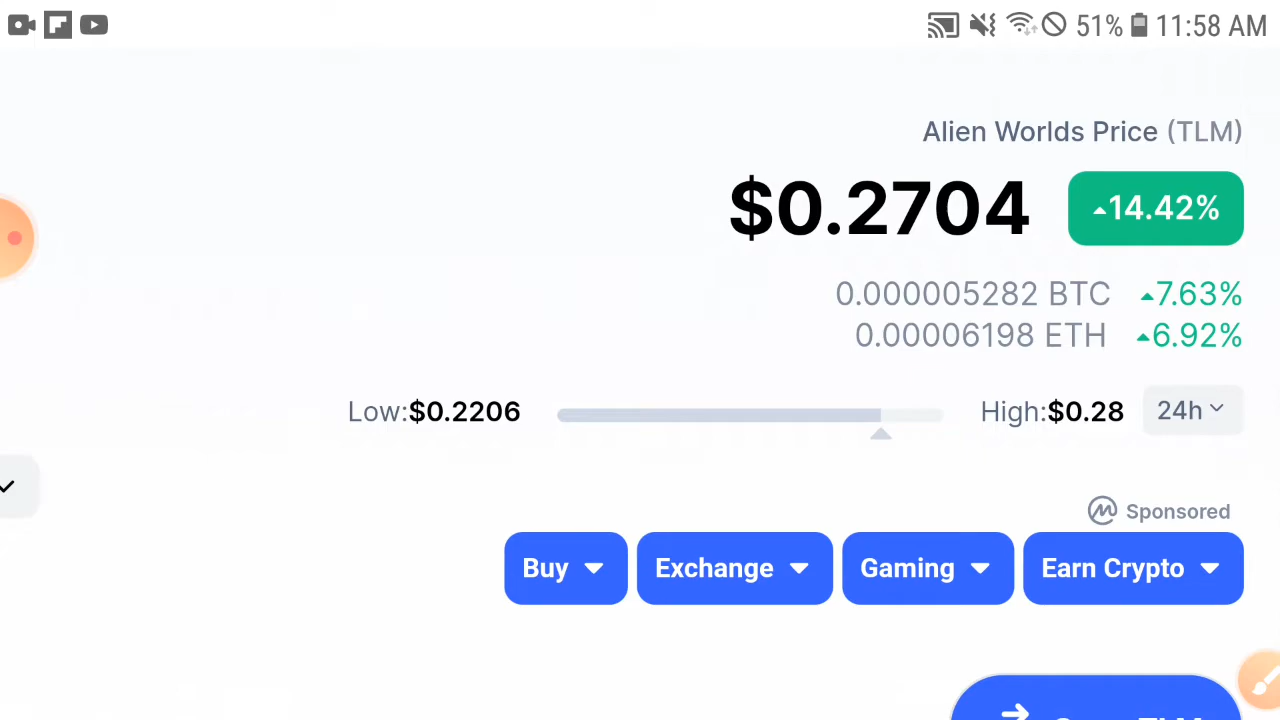 51% 11:58 AM
Alien Worlds Price (TLM)
$0.2704 14.42%
0.000005282 BTC 7.63%
0.00006198 ETH 6.92%
Low:$0.2206 High:$0.28 24h
Sponsored
Buy Exchange Gaming Earn Crypto